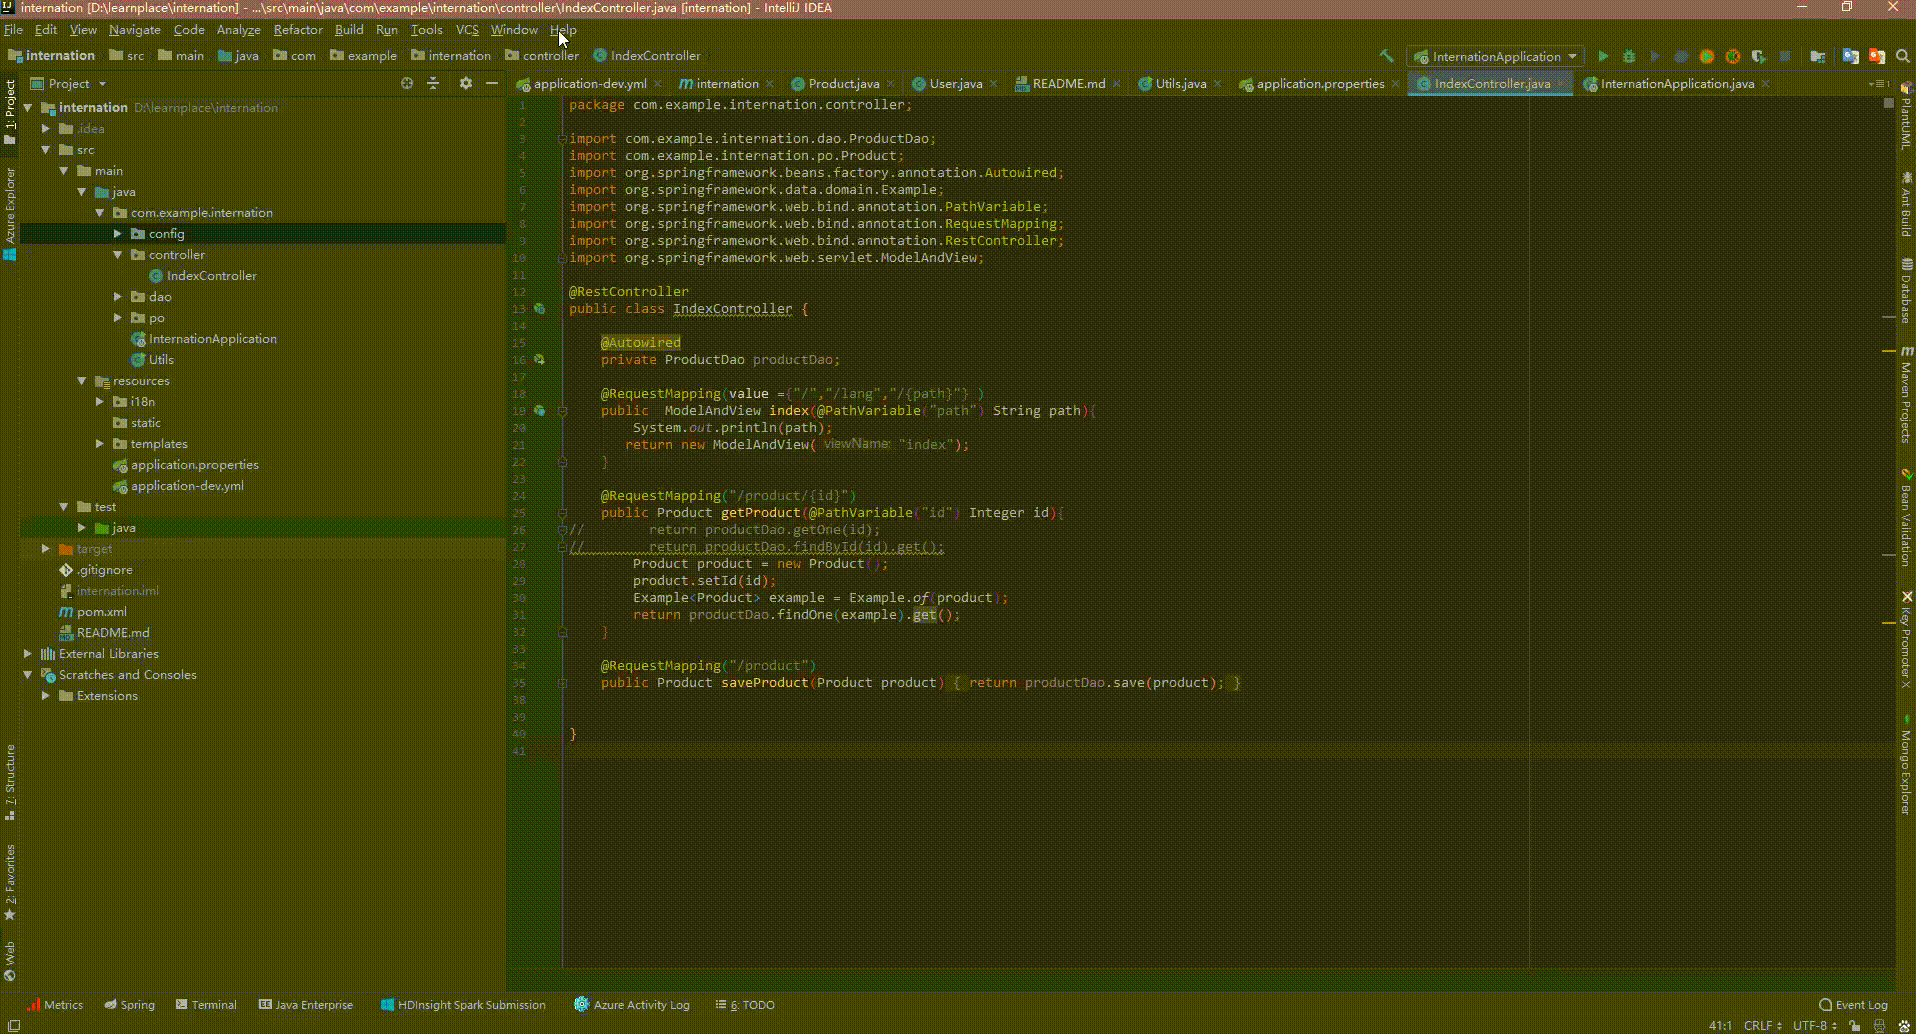 internation [D:\learnplace\internation] - ...\src\main\java\com\example\internation\controller\IndexController.java [internation] - IntelliJ IDEA
File Edit View Navigate Code Analyze Refactor Build Run Tools VCS Window Help
internation src main java com example internation controller IndexController InternationApplication
Project
application-dev.yml internation Product.java User.java README.md Utils.java application.properties IndexController.java InternationApplication.java
internation D:\learnplace\internation
.idea
src
main
java
com.example.internation
config
controller
IndexController
dao
po
InternationApplication
Utils
resources
i18n
static
templates
application.properties
application-dev.yml
test
java
target
.gitignore
internation.iml
pom.xml
README.md
External Libraries
Scratches and Consoles
Extensions
1: Project
Azure Explorer
7: Structure
2: Favorites
Web
1 package com.example.internation.controller;
2
3 import com.example.internation.dao.ProductDao;
4 import com.example.internation.po.Product;
5 import org.springframework.beans.factory.annotation.Autowired;
6 import org.springframework.data.domain.Example;
7 import org.springframework.web.bind.annotation.PathVariable;
8 import org.springframework.web.bind.annotation.RequestMapping;
9 import org.springframework.web.bind.annotation.RestController;
10 import org.springframework.web.servlet.ModelAndView;
11
12 @RestController
13 public class IndexController {
14
15 @Autowired
16 private ProductDao productDao;
17
18 @RequestMapping(value ={"/","/lang","/{path}"} )
19 public  ModelAndView index(@PathVariable("path") String path){
20 System.out.println(path);
21 return new ModelAndView( viewName: "index");
22 }
23
24 @RequestMapping("/product/{id}")
25 public Product getProduct(@PathVariable("id") Integer id){
26 //        return productDao.getOne(id);
27 //        return productDao.findById(id).get();
28 Product product = new Product();
29 product.setId(id);
30 Example<Product> example = Example.of(product);
31 return productDao.findOne(example).get();
32 }
33
34 @RequestMapping("/product")
35 public Product saveProduct(Product product) { return productDao.save(product); }
38
39
40 }
41
PlantUML
Ant Build
Database
Maven Projects
Bean Validation
Key Promoter X
Mongo Explorer
Metrics Spring Terminal Java Enterprise HDInsight Spark Submission Azure Activity Log 6: TODO Event Log
41:1 CRLF UTF-8